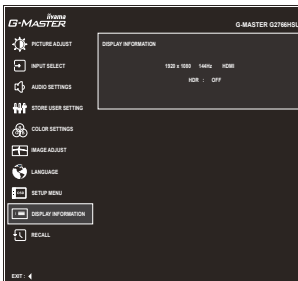 iiyama
G-MASTER
G-MASTER G2766HSU
PICTURE ADJUST
DISPLAY INFORMATION
INPUT SELECT
1920 x 1080 144Hz HDMI
HDR : OFF
AUDIO SETTINGS
STORE USER SETTING
COLOR SETTINGS
IMAGE ADJUST
LANGUAGE
OSD
SETUP MENU
DISPLAY INFORMATION
RECALL
EXIT :